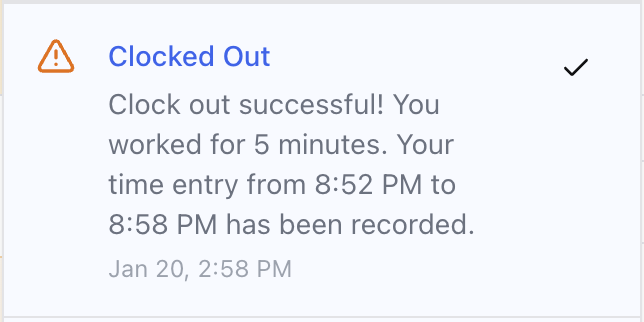 Clocked Out
Clock out successful! You
worked for 5 minutes. Your
time entry from 8:52 PM to
8:58 PM has been recorded.
Jan 20, 2:58 PM